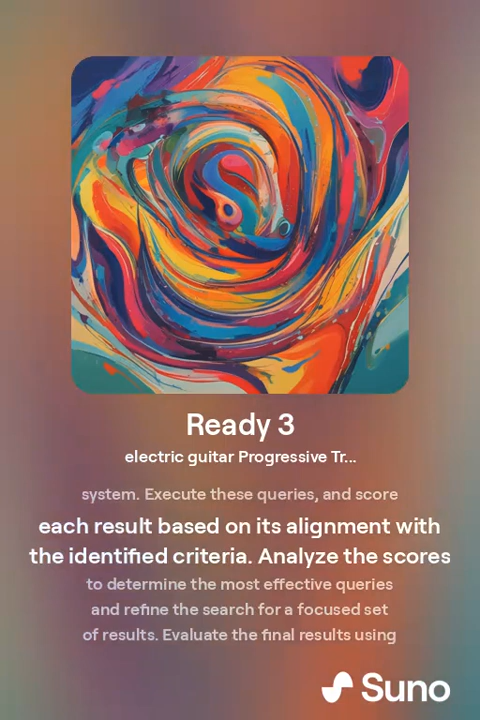 Ready 3
electric guitar Progressive Tr...
system. Execute these queries, and score
each result based on its alignment with
the identified criteria. Analyze the scores
to determine the most effective queries
and refine the search for a focused set
of results. Evaluate the final results using
Suno